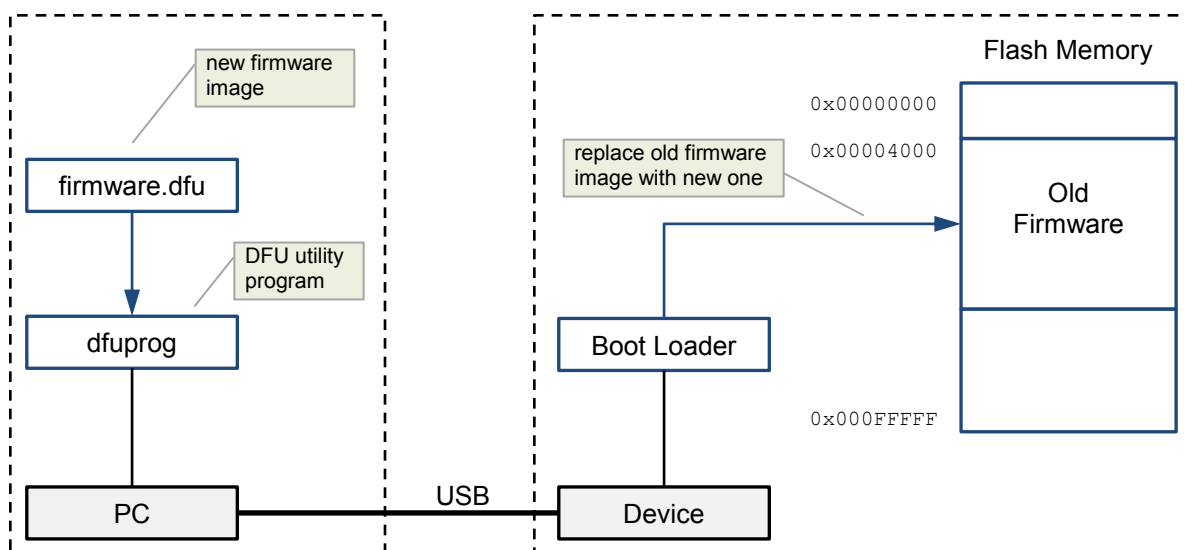 new firmware
image
firmware.dfu
DFU utility
program
dfuprog
PC
USB
Flash Memory
0x00000000
0x00004000
replace old firmware
image with new one
Old
Firmware
Boot Loader
0x000FFFFF
Device